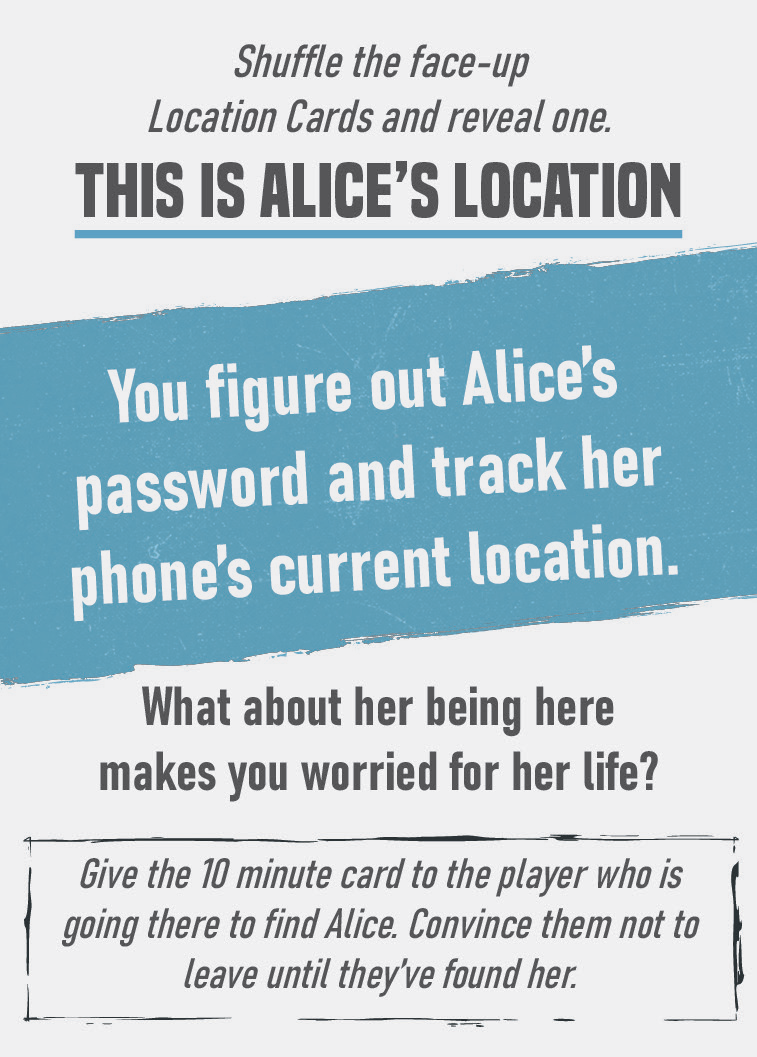 Shuffle the face-up
Location Cards and reveal one.
THIS IS ALICE’S LOCATION
You figure out Alice’s
password and track her
phone’s current location.
What about her being here
makes you worried for her life?
Give the 10 minute card to the player who is
going there to find Alice. Convince them not to
leave until they’ve found her.